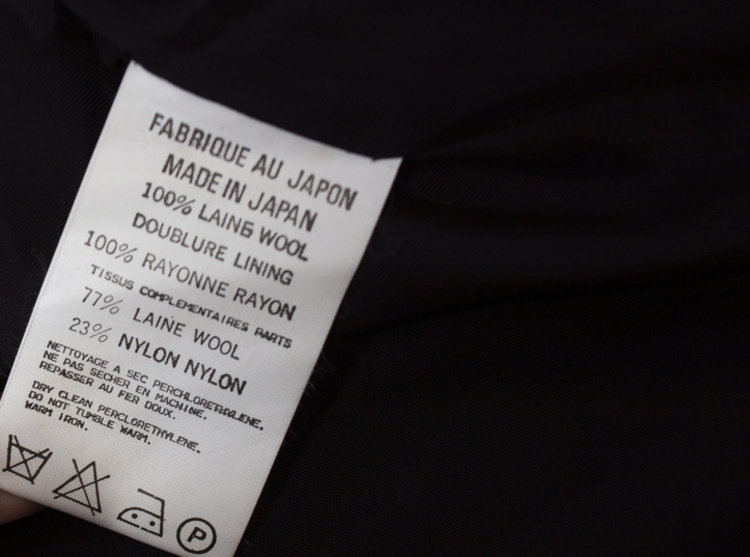 FABRIQUE AU JAPON
MADE IN JAPAN
100% LAINE WOOL
DOUBLURE LINING
100% RAYONNE RAYON
TISSUS COMPLEMENTAIRES PARTS
77% LAINE WOOL
23% NYLON NYLON
NETTOYAGE A SEC PERCHLORETHYLENE.
NE PAS SECHER EN MACHINE.
REPASSER AU FER DOUX.
DRY CLEAN PERCLORETHYLENE.
DO NOT TUMBLE WARM.
WARM IRON.
P